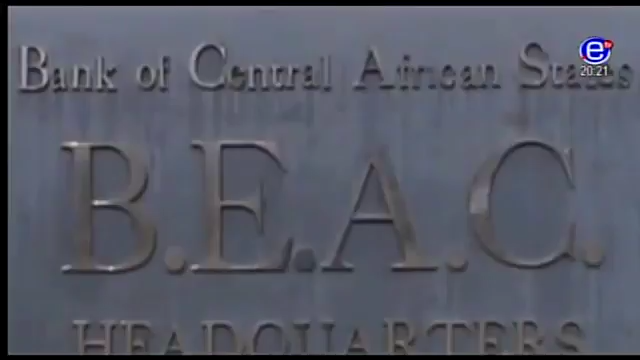 Bank of Central African States
B.E.A.C.
HEADQUARTERS
e
20:21